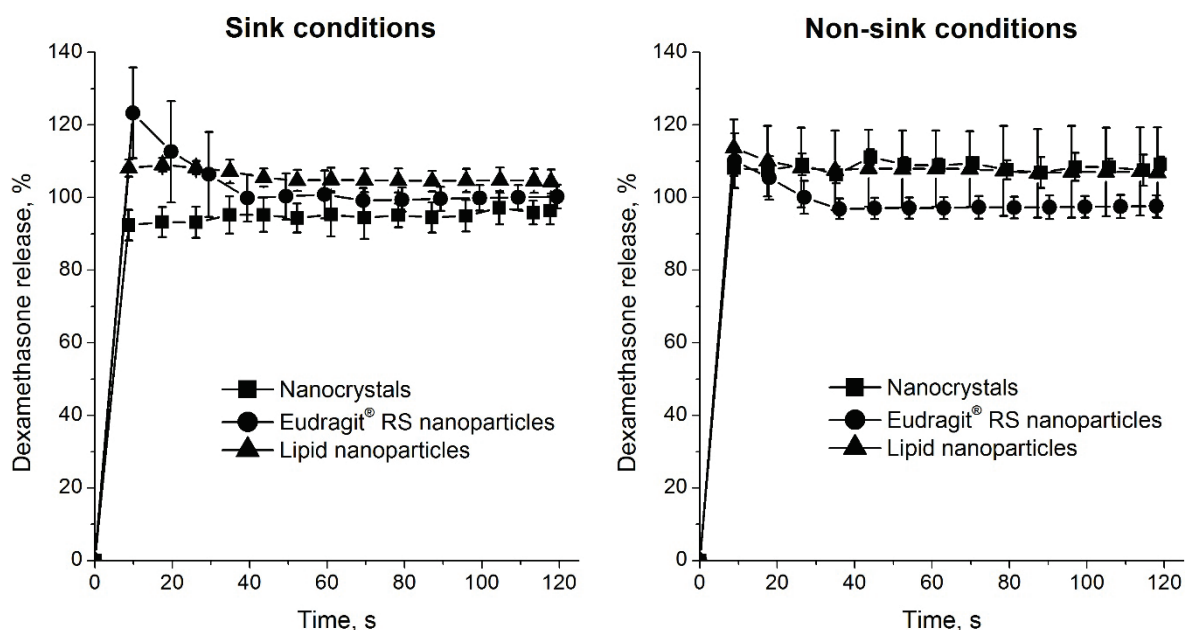 Sink conditions
140
120
100
80
60
40
20
0
Dexamethasone release, %
Nanocrystals
Eudragit® RS nanoparticles
Lipid nanoparticles
0 20 40 60 80 100 120
Time, s
Non-sink conditions
140
120
100
80
60
40
20
0
Dexamethasone release, %
Nanocrystals
Eudragit® RS nanoparticles
Lipid nanoparticles
0 20 40 60 80 100 120
Time, s